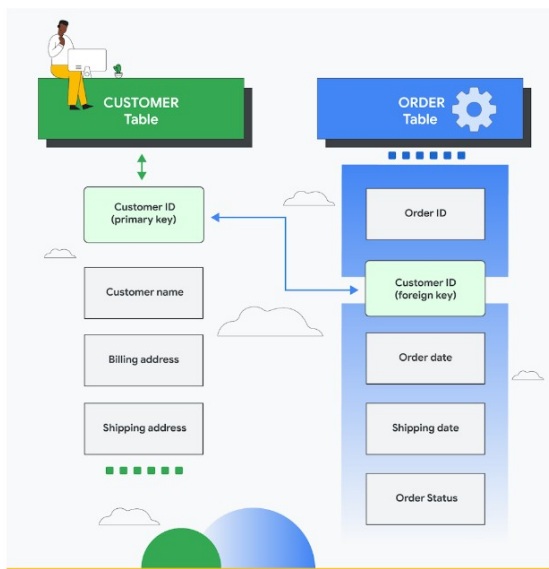 CUSTOMER
Table
Customer ID
(primary key)
Customer name
Billing address
Shipping address
ORDER
Table
Order ID
Customer ID
(foreign key)
Order date
Shipping date
Order Status